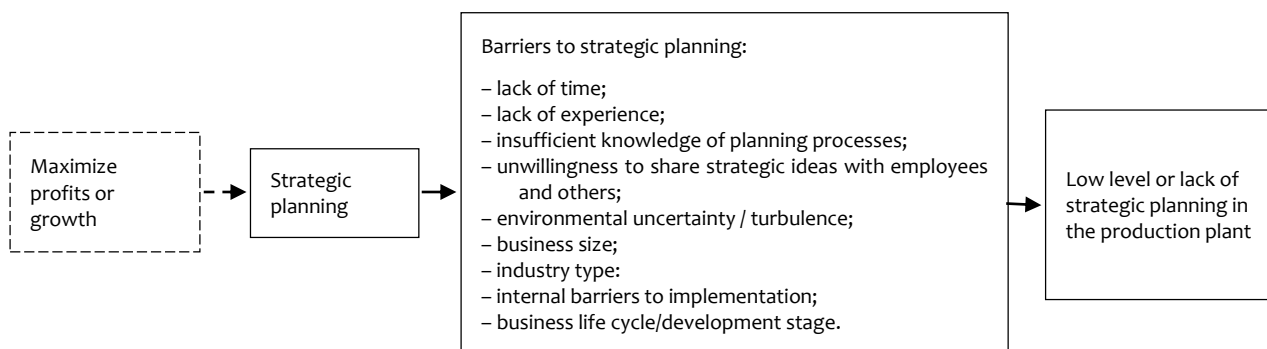 Maximize
profits or
growth
Strategic
planning
Barriers to strategic planning:
– lack of time;
– lack of experience;
– insufficient knowledge of planning processes;
– unwillingness to share strategic ideas with employees
and others;
– environmental uncertainty / turbulence;
– business size;
– industry type:
– internal barriers to implementation;
– business life cycle/development stage.
Low level or lack of
strategic planning in
the production plant